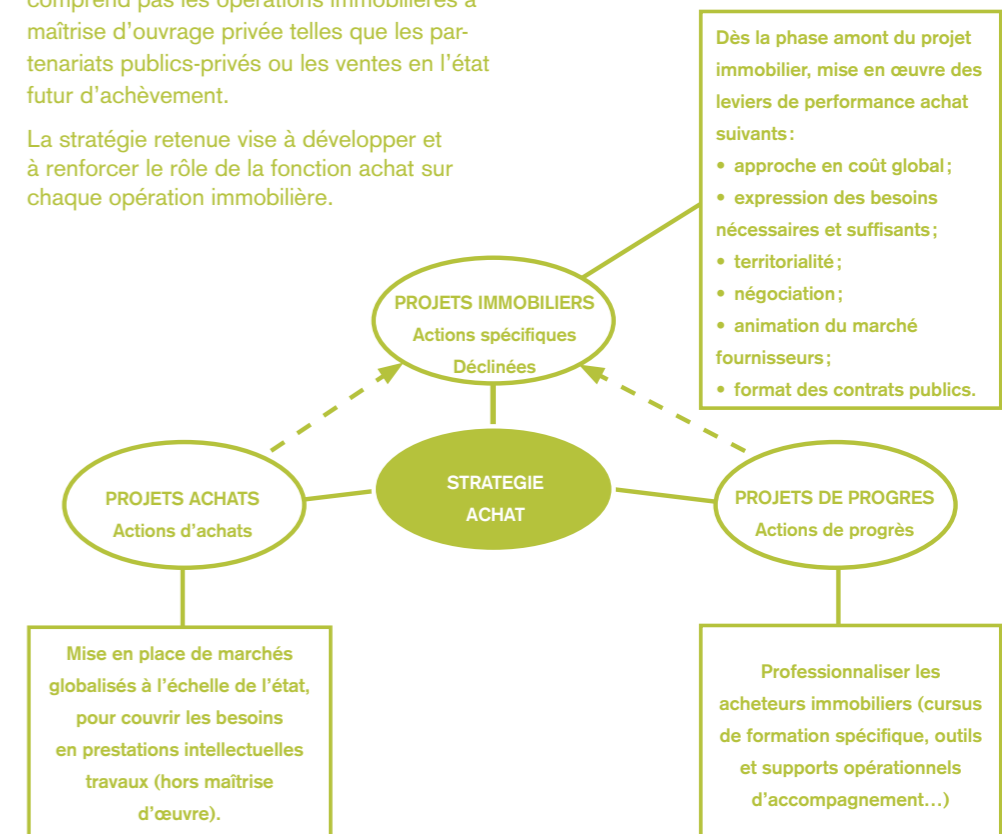 comprend pas les opérations immobilières à
maîtrise d’ouvrage privée telles que les par-
tenariats publics-privés ou les ventes en l’état
futur d’achèvement.
La stratégie retenue vise à développer et
à renforcer le rôle de la fonction achat sur
chaque opération immobilière.
Dès la phase amont du projet
immobilier, mise en œuvre des
leviers de performance achat
suivants :
• approche en coût global ;
• expression des besoins
nécessaires et suffisants ;
• territorialité ;
• négociation ;
• animation du marché
fournisseurs ;
• format des contrats publics.
PROJETS IMMOBILIERS
Actions spécifiques
Déclinées
PROJETS ACHATS
Actions d’achats
STRATEGIE
ACHAT
PROJETS DE PROGRES
Actions de progrès
Mise en place de marchés
globalisés à l’échelle de l’état,
pour couvrir les besoins
en prestations intellectuelles
travaux (hors maîtrise
d’œuvre).
Professionnaliser les
acheteurs immobiliers (cursus
de formation spécifique, outils
et supports opérationnels
d’accompagnement…)